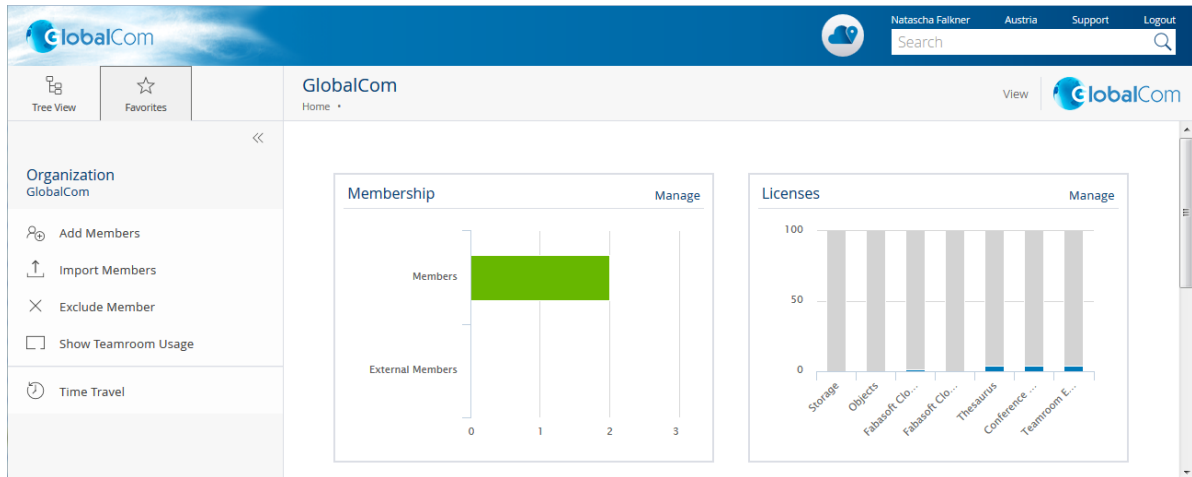 GlobalCom
Natascha Falkner Austria Support Logout
Search
Tree View
Favorites
GlobalCom
Home •
View
GlobalCom
Organization
GlobalCom
Add Members
Import Members
Exclude Member
Show Teamroom Usage
Time Travel
Membership Manage
Members
External Members
0 1 2 3
Licenses Manage
100
50
0
Storage
Objects
Fabasoft Clo...
Fabasoft Clo...
Thesaurus
Conference ...
Teamroom E...